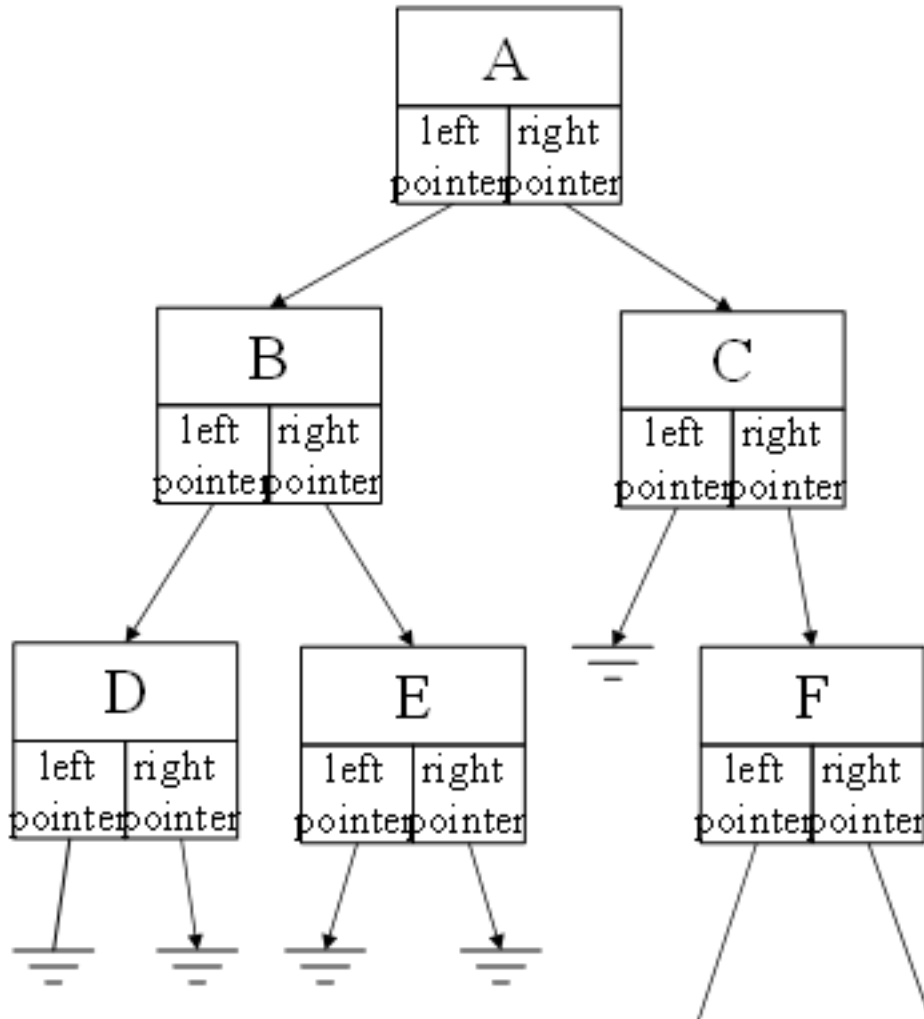 A
left right
pointer pointer
B
left right
pointer pointer
C
left right
pointer pointer
D
left right
pointer pointer
E
left right
pointer pointer
F
left right
pointer pointer